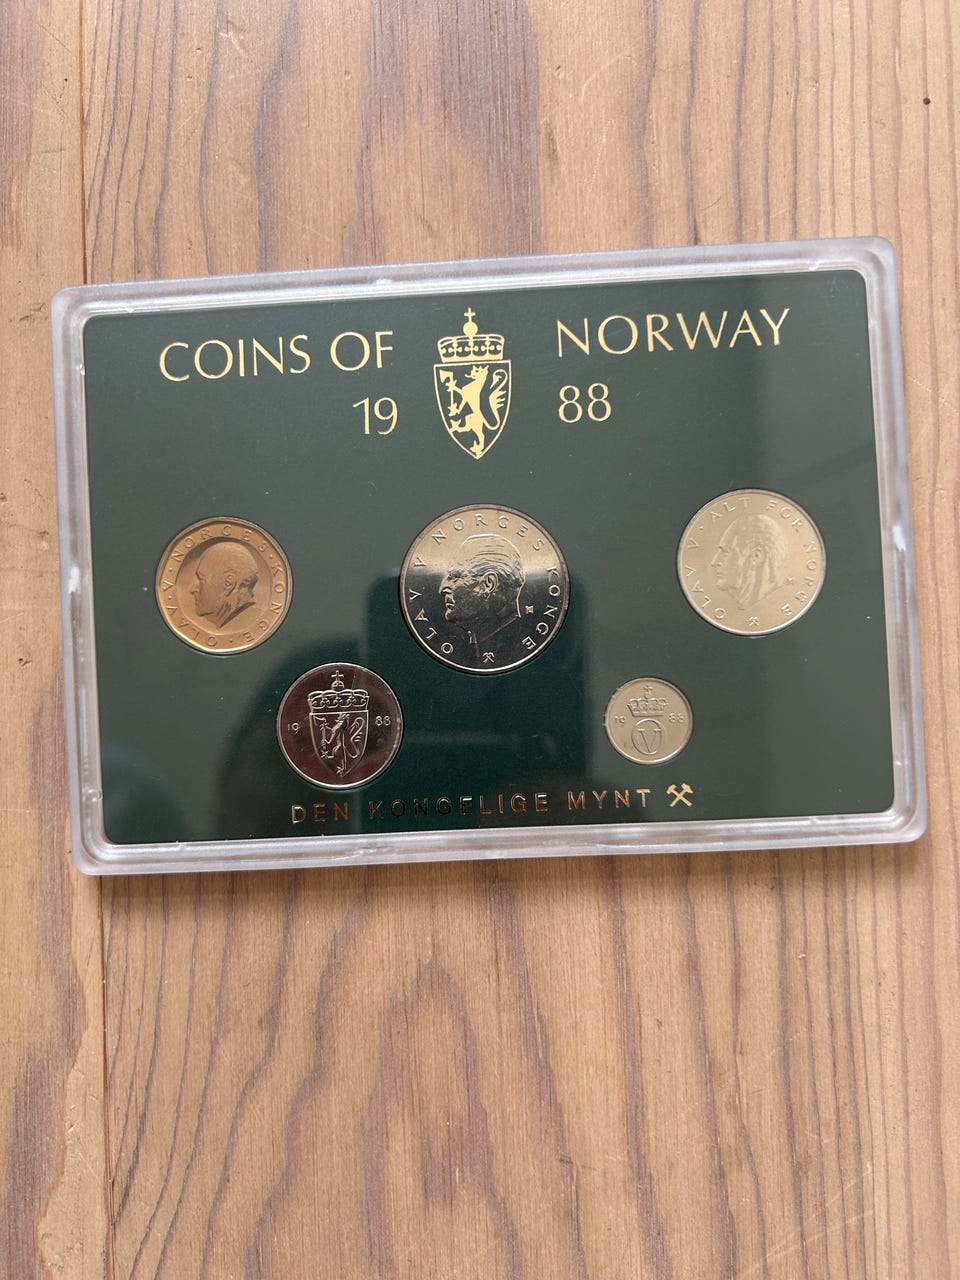 COINS OF NORWAY
19 88
OLAV · V · NORGES · KONGE
OLAV V NORGES KONGE
OLAV V · ALT FOR NORGE
19 88
19 88
V
DEN KONGELIGE MYNT